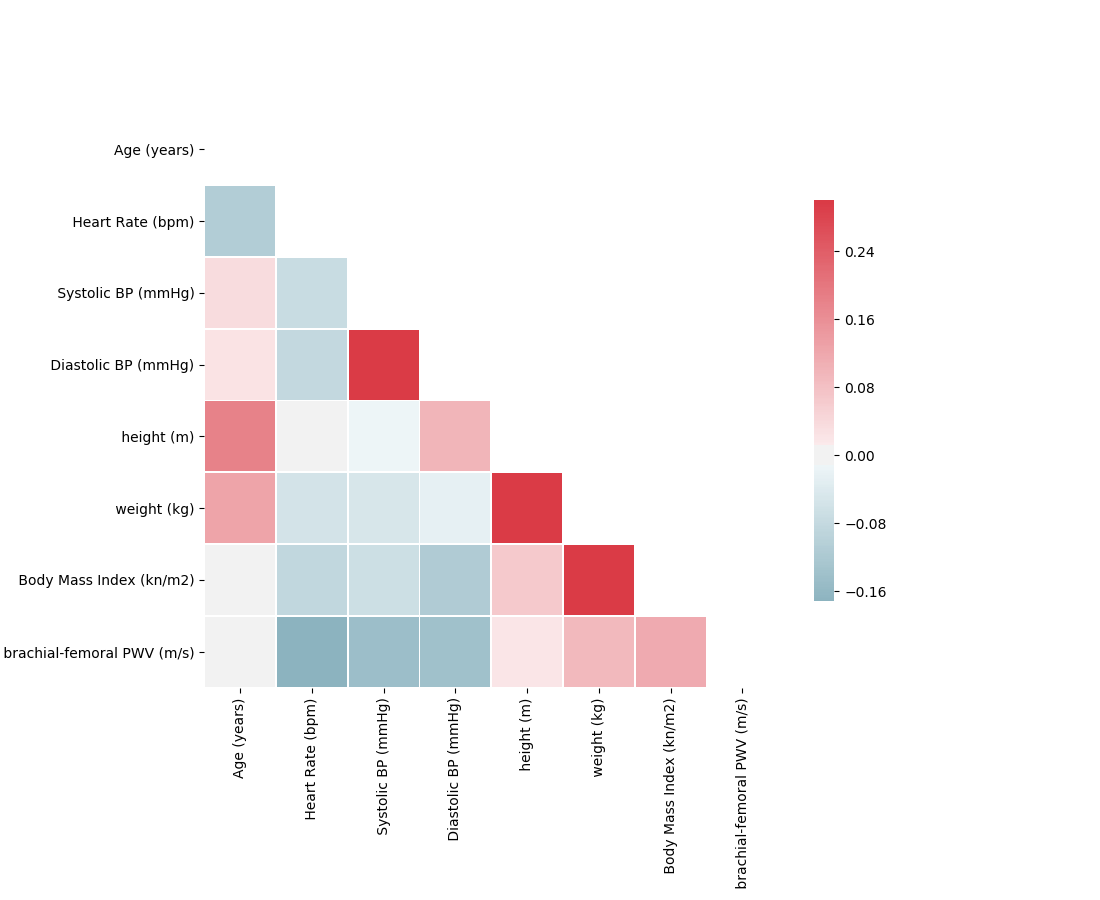 Age (years)
Heart Rate (bpm)
Systolic BP (mmHg)
Diastolic BP (mmHg)
height (m)
weight (kg)
Body Mass Index (kn/m2)
brachial-femoral PWV (m/s)
Age (years)
Heart Rate (bpm)
Systolic BP (mmHg)
Diastolic BP (mmHg)
height (m)
weight (kg)
Body Mass Index (kn/m2)
brachial-femoral PWV (m/s)
0.24
0.16
0.08
0.00
−0.08
−0.16